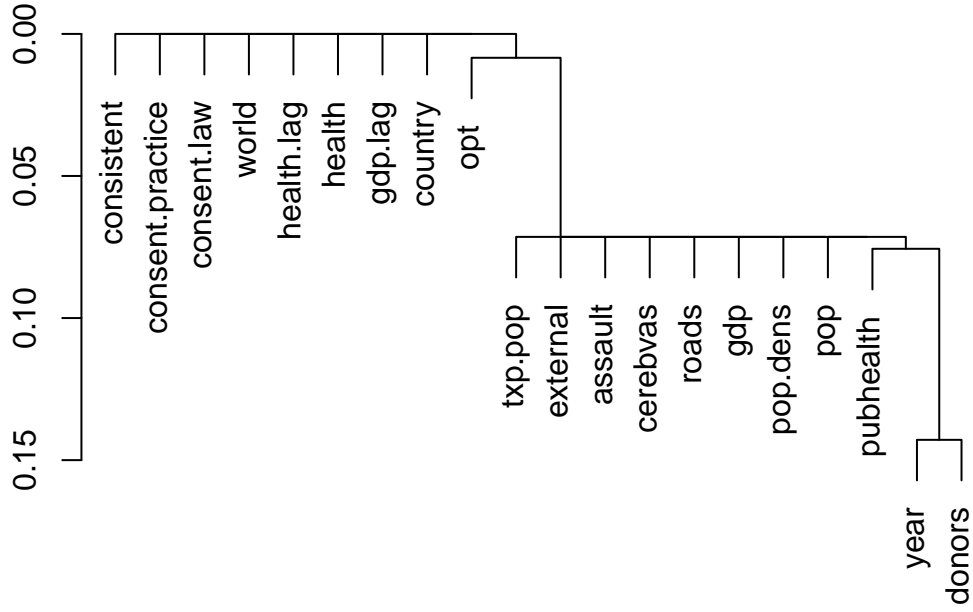 0.00
0.05
0.10
0.15
consistent
consent.practice
consent.law
world
health.lag
health
gdp.lag
country
opt
txp.pop
external
assault
cerebvas
roads
gdp
pop.dens
pop
pubhealth
year
donors